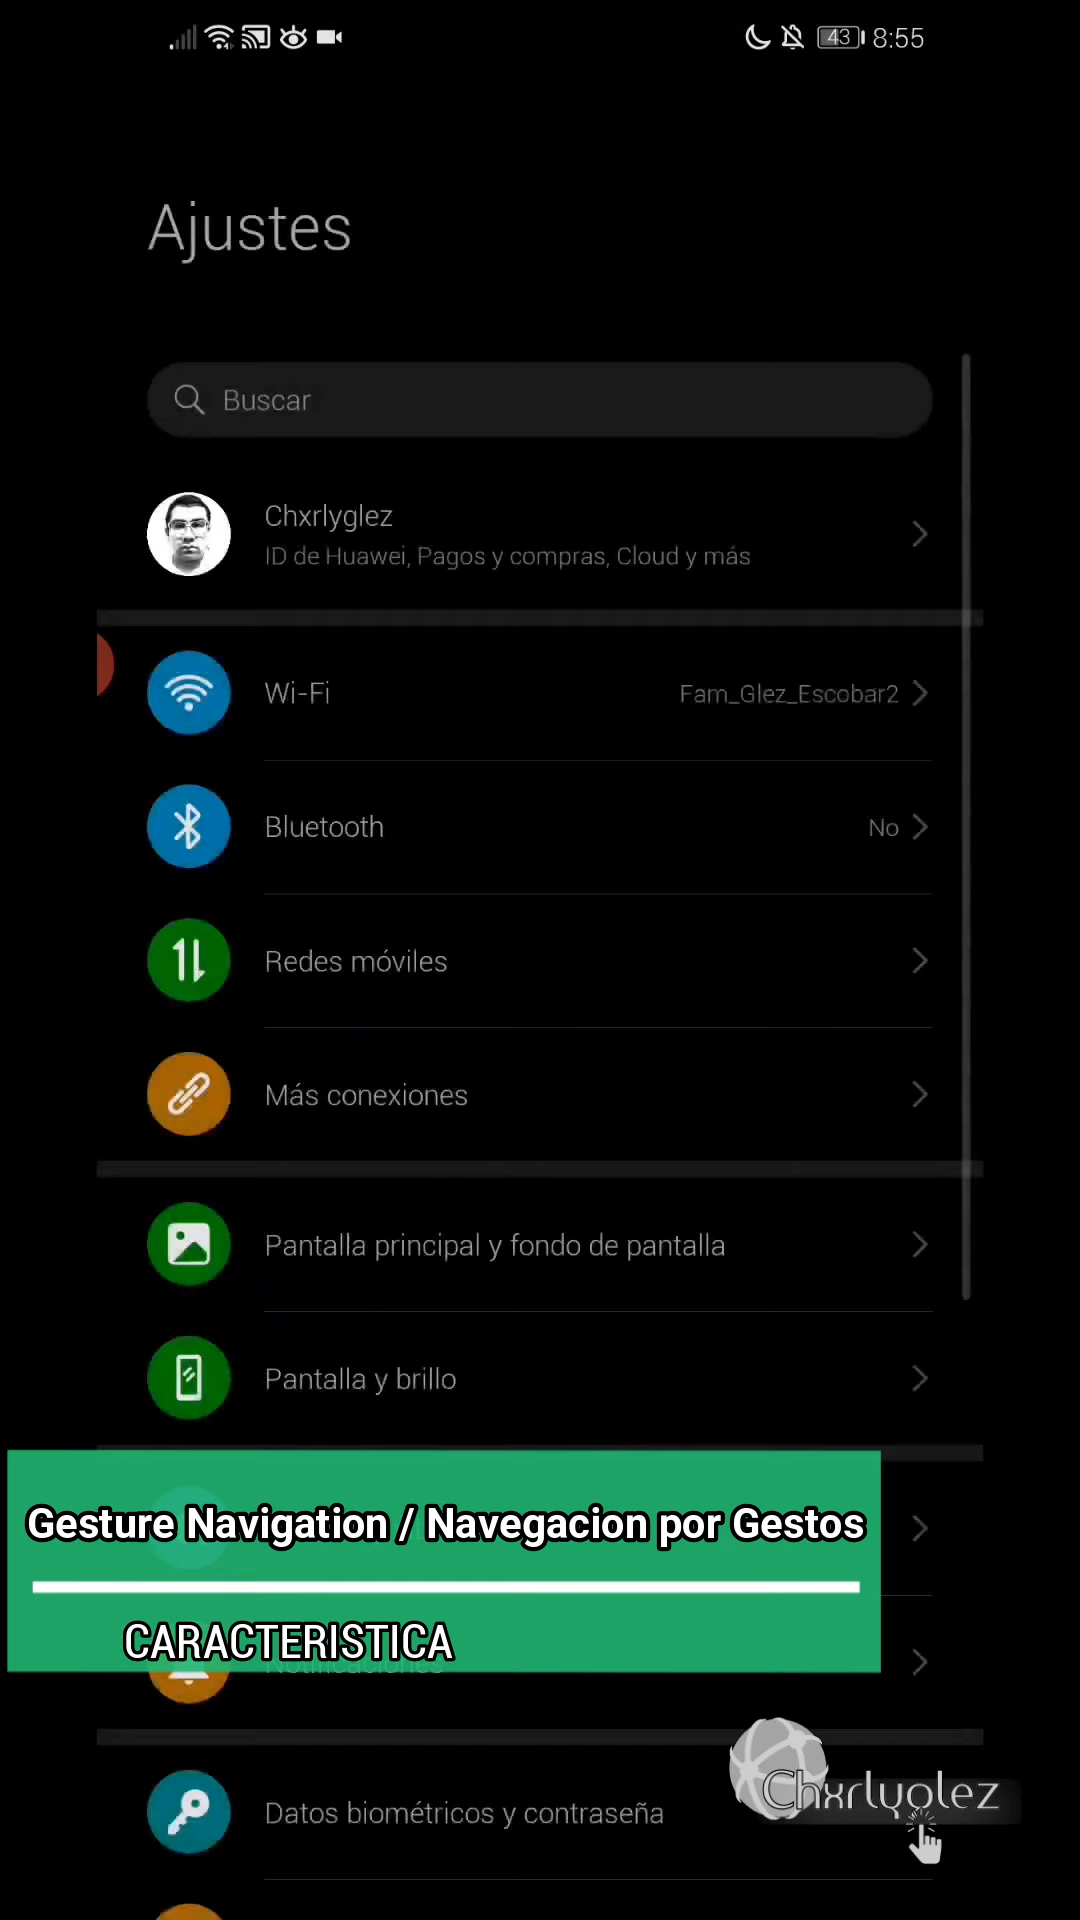 43 8:55
Ajustes
Buscar
Chxrlyglez
ID de Huawei, Pagos y compras, Cloud y más
Wi-Fi Fam_Glez_Escobar2
Bluetooth No
Redes móviles
Más conexiones
Pantalla principal y fondo de pantalla
Pantalla y brillo
Gesture Navigation / Navegacion por Gestos
CARACTERISTICA
Notificaciones
Chxrlyglez
Datos biométricos y contraseña